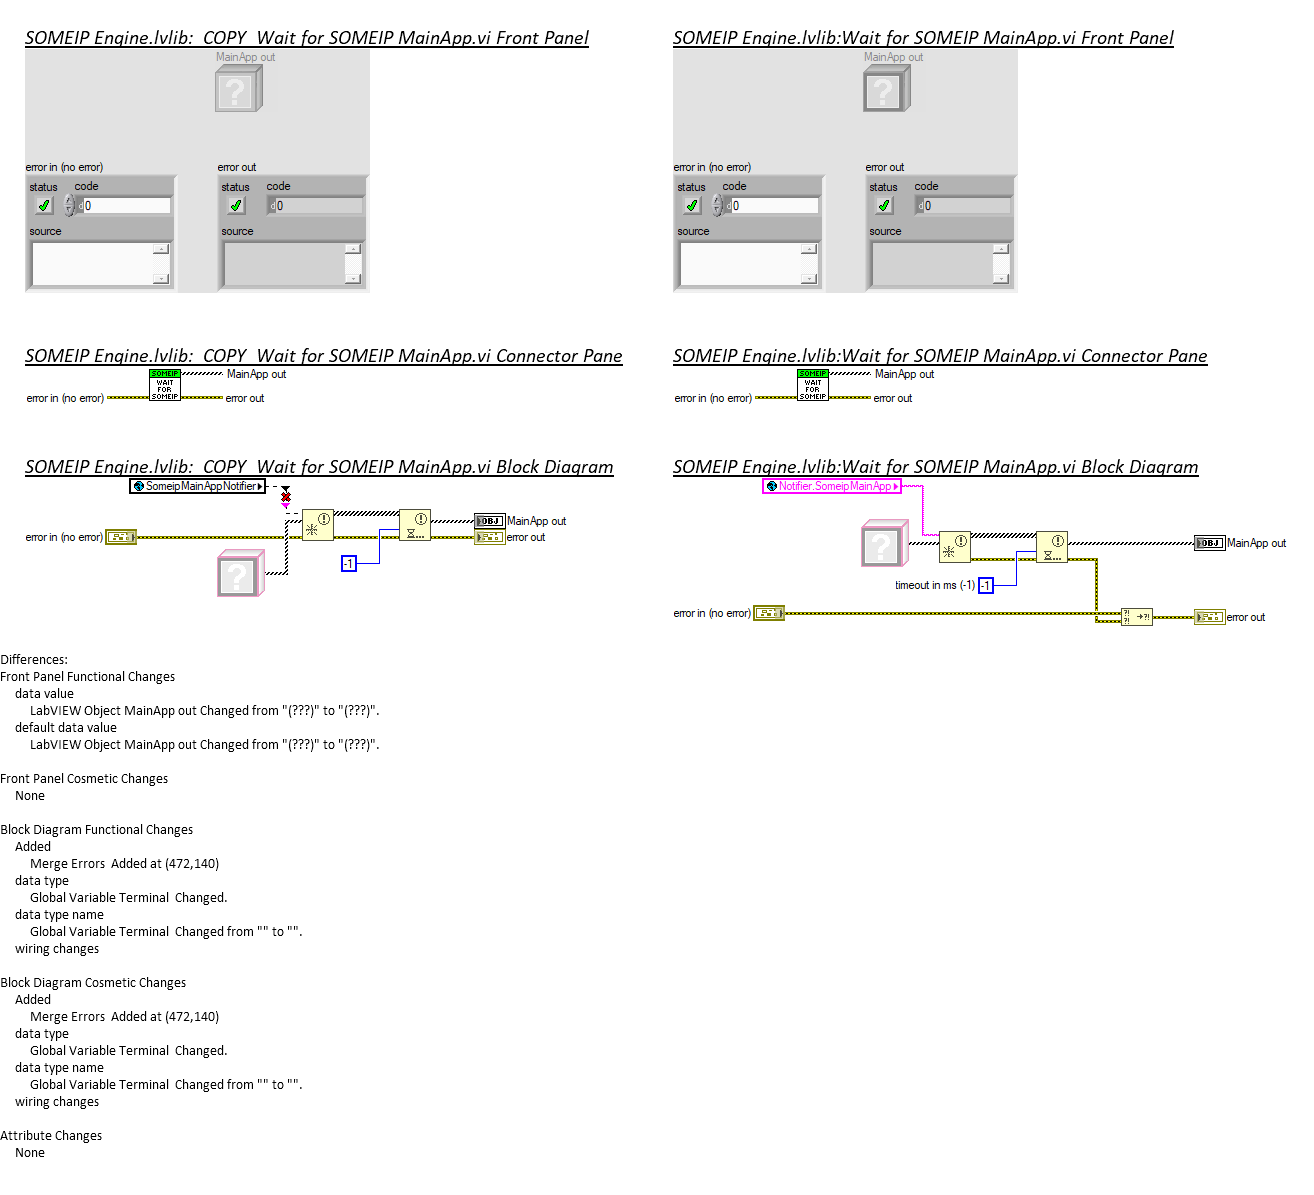 SOMEIP Engine.lvlib:_COPY_Wait for SOMEIP MainApp.vi Front Panel
MainApp out
?
error in (no error)
error out
status
code
d0
source
status
code
d0
source
SOMEIP Engine.lvlib:Wait for SOMEIP MainApp.vi Front Panel
MainApp out
?
error in (no error)
error out
status
code
d0
source
status
code
d0
source
SOMEIP Engine.lvlib:_COPY_Wait for SOMEIP MainApp.vi Connector Pane
SOMEIP
WAIT
FOR
SOMEIP
MainApp out
error in (no error)
error out
SOMEIP Engine.lvlib:Wait for SOMEIP MainApp.vi Connector Pane
SOMEIP
WAIT
FOR
SOMEIP
MainApp out
error in (no error)
error out
SOMEIP Engine.lvlib:_COPY_Wait for SOMEIP MainApp.vi Block Diagram
SomeipMainAppNotifier
OBJ
MainApp out
error in (no error)
error out
-1
?
SOMEIP Engine.lvlib:Wait for SOMEIP MainApp.vi Block Diagram
Notifier.SomeipMainApp
?
OBJ
MainApp out
timeout in ms (-1)
-1
error in (no error)
?!
?!
?!
error out
Differences:
Front Panel Functional Changes
data value
LabVIEW Object MainApp out Changed from "(???)" to "(???)".
default data value
LabVIEW Object MainApp out Changed from "(???)" to "(???)".
Front Panel Cosmetic Changes
None
Block Diagram Functional Changes
Added
Merge Errors  Added at (472,140)
data type
Global Variable Terminal  Changed.
data type name
Global Variable Terminal  Changed from "" to "".
wiring changes
Block Diagram Cosmetic Changes
Added
Merge Errors  Added at (472,140)
data type
Global Variable Terminal  Changed.
data type name
Global Variable Terminal  Changed from "" to "".
wiring changes
Attribute Changes
None